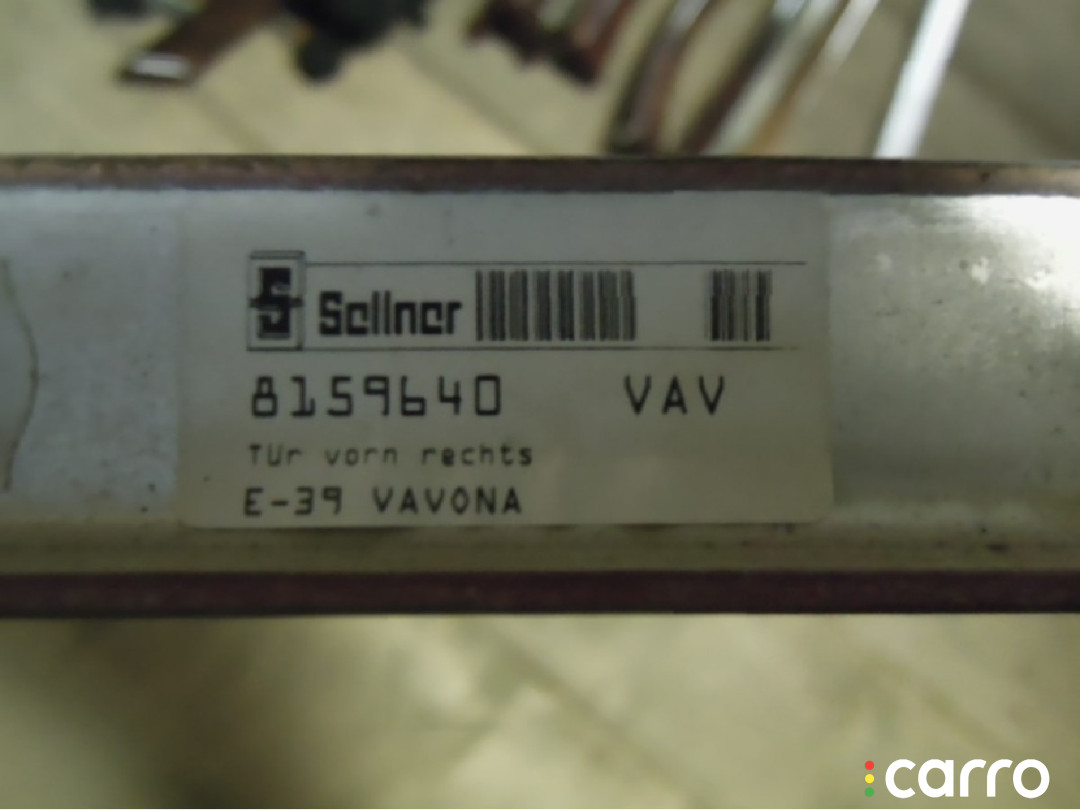 Sellner
8159640 VAV
Tür vorn rechts
E-39 VAVONA
carro